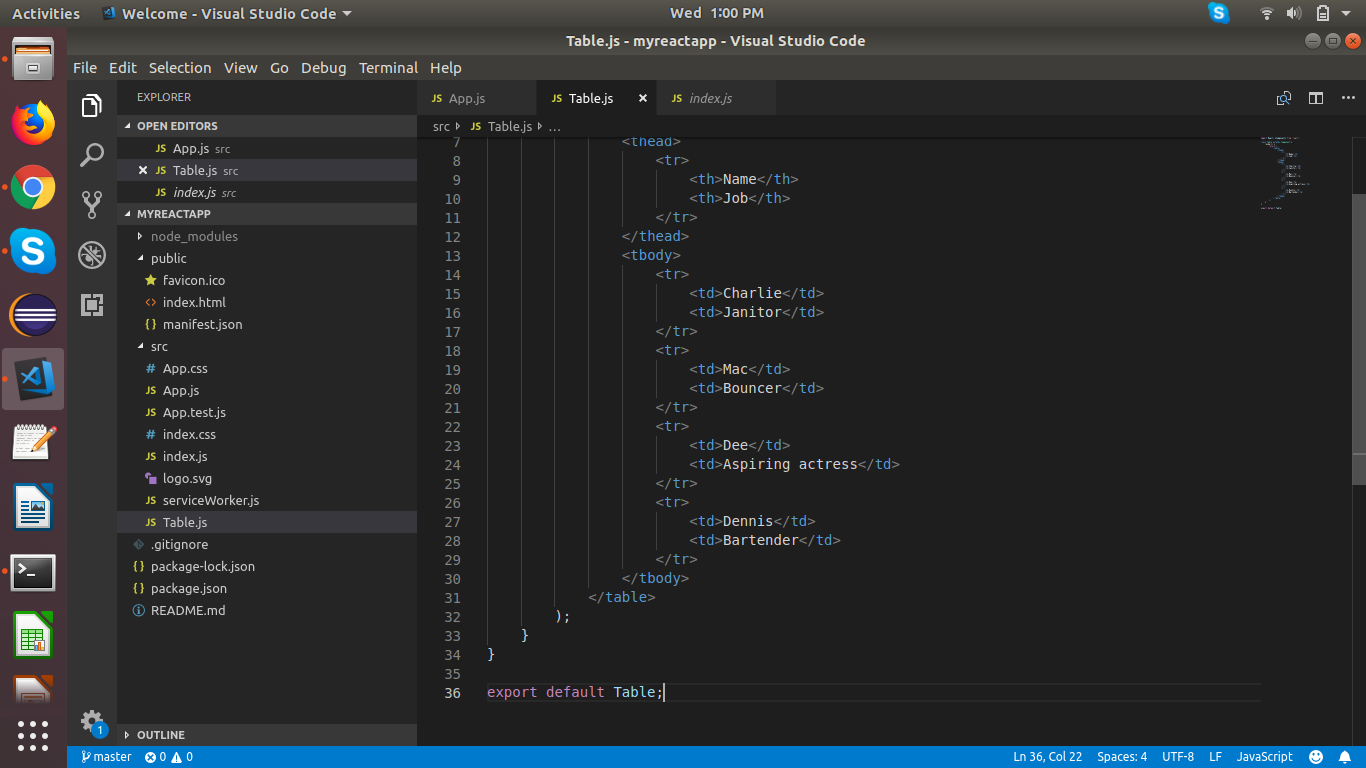 Activities
Welcome - Visual Studio Code
Wed 1:00 PM
Table.js - myreactapp - Visual Studio Code
File Edit Selection View Go Debug Terminal Help
EXPLORER
OPEN EDITORS
JS App.js src
JS Table.js src
JS index.js src
MYREACTAPP
node_modules
public
favicon.ico
<> index.html
{} manifest.json
src
# App.css
JS App.js
JS App.test.js
# index.css
JS index.js
logo.svg
JS serviceWorker.js
JS Table.js
.gitignore
{} package-lock.json
{} package.json
README.md
OUTLINE
1
JS App.js
JS Table.js
JS index.js
src JS Table.js ...
7 <thead>
8 <tr>
9 <th>Name</th>
10 <th>Job</th>
11 </tr>
12 </thead>
13 <tbody>
14 <tr>
15 <td>Charlie</td>
16 <td>Janitor</td>
17 </tr>
18 <tr>
19 <td>Mac</td>
20 <td>Bouncer</td>
21 </tr>
22 <tr>
23 <td>Dee</td>
24 <td>Aspiring actress</td>
25 </tr>
26 <tr>
27 <td>Dennis</td>
28 <td>Bartender</td>
29 </tr>
30 </tbody>
31 </table>
32 );
33 }
34 }
35
36 export default Table;
master 0 0
Ln 36, Col 22 Spaces: 4 UTF-8 LF JavaScript